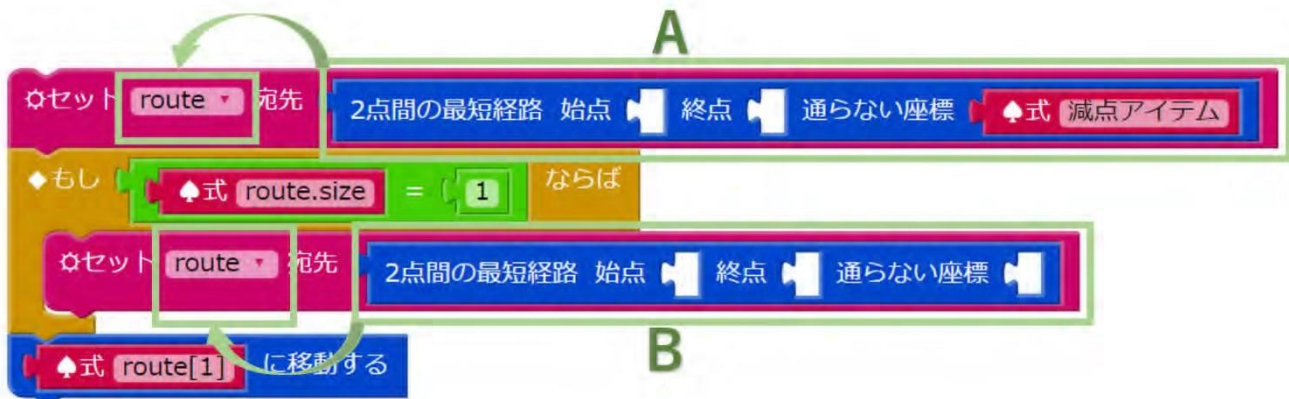 A
✿セット route ▼ 宛先 2点間の最短経路 始点 終点 通らない座標 ♠式 減点アイテム
◆もし ♠式 route.size = 1 ならば
✿セット route ▼ 宛先 2点間の最短経路 始点 終点 通らない座標
B
♠式 route[1] に移動する